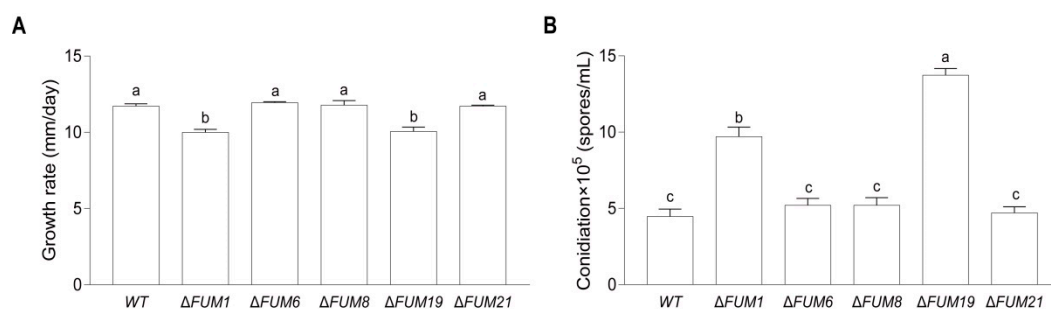 A
Growth rate (mm/day)
15
10
5
0
a
b
a
a
b
a
WT
ΔFUM1
ΔFUM6
ΔFUM8
ΔFUM19
ΔFUM21
B
Conidiation×10⁵ (spores/mL)
15
10
5
0
c
b
c
c
a
c
WT
ΔFUM1
ΔFUM6
ΔFUM8
ΔFUM19
ΔFUM21